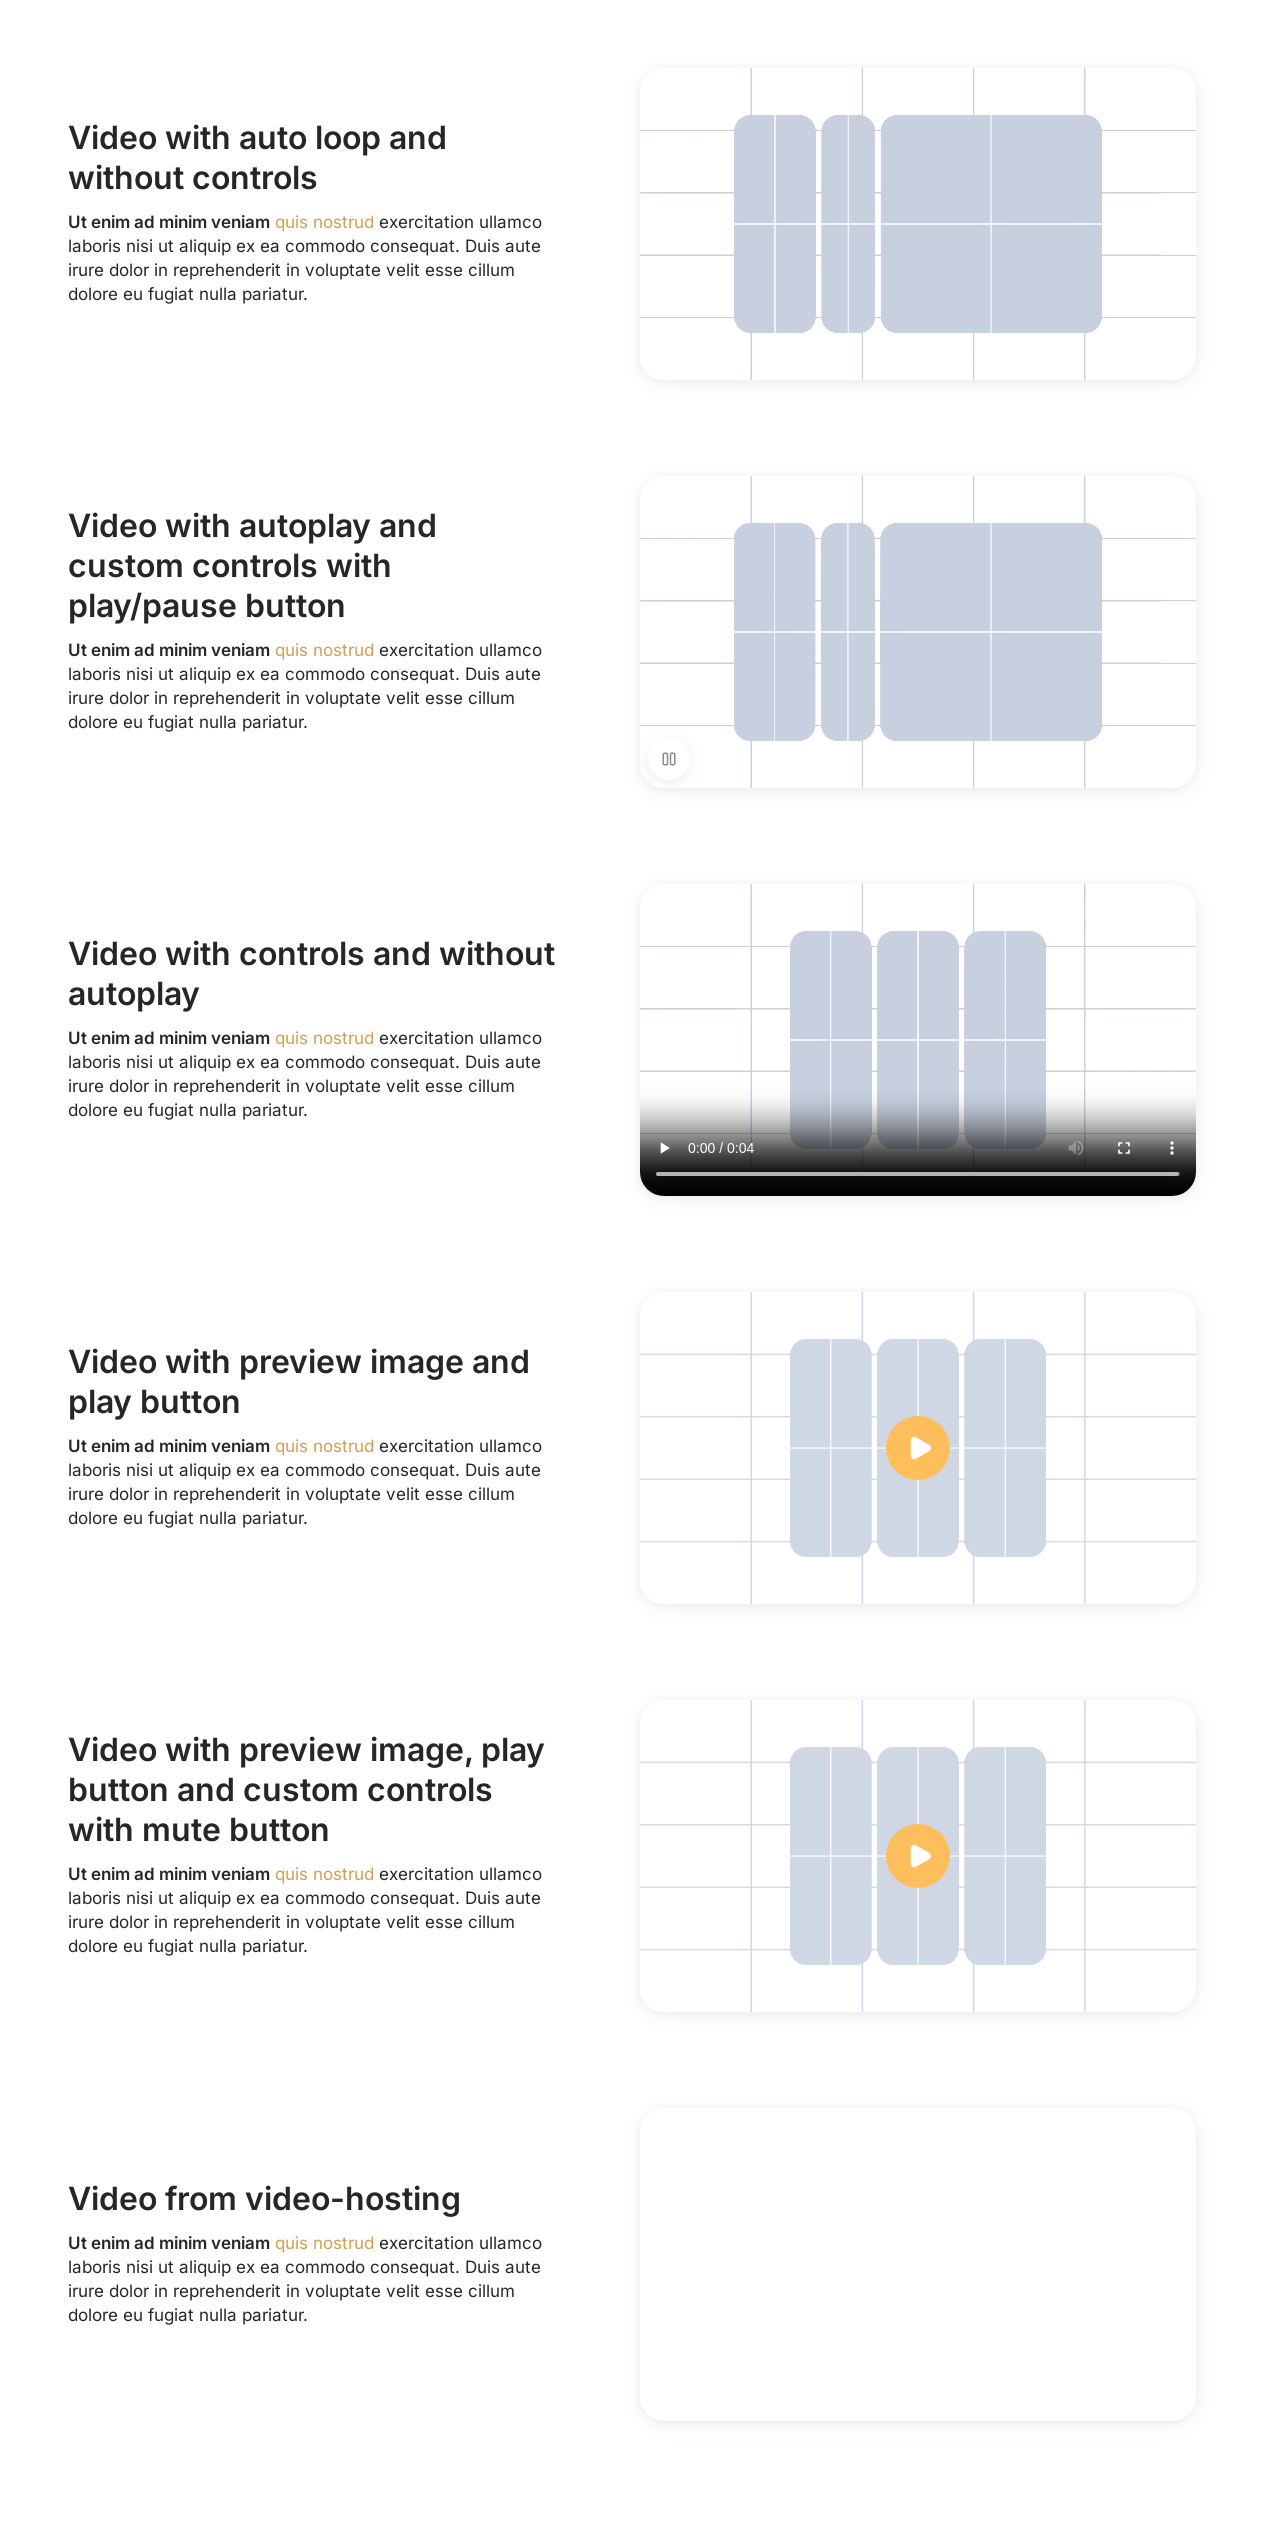 Video with auto loop and
without controls
Ut enim ad minim veniam quis nostrud exercitation ullamco
laboris nisi ut aliquip ex ea commodo consequat. Duis aute
irure dolor in reprehenderit in voluptate velit esse cillum
dolore eu fugiat nulla pariatur.
Video with autoplay and
custom controls with
play/pause button
Ut enim ad minim veniam quis nostrud exercitation ullamco
laboris nisi ut aliquip ex ea commodo consequat. Duis aute
irure dolor in reprehenderit in voluptate velit esse cillum
dolore eu fugiat nulla pariatur.
Video with controls and without
autoplay
Ut enim ad minim veniam quis nostrud exercitation ullamco
laboris nisi ut aliquip ex ea commodo consequat. Duis aute
irure dolor in reprehenderit in voluptate velit esse cillum
dolore eu fugiat nulla pariatur.
0:00 / 0:04
Video with preview image and
play button
Ut enim ad minim veniam quis nostrud exercitation ullamco
laboris nisi ut aliquip ex ea commodo consequat. Duis aute
irure dolor in reprehenderit in voluptate velit esse cillum
dolore eu fugiat nulla pariatur.
Video with preview image, play
button and custom controls
with mute button
Ut enim ad minim veniam quis nostrud exercitation ullamco
laboris nisi ut aliquip ex ea commodo consequat. Duis aute
irure dolor in reprehenderit in voluptate velit esse cillum
dolore eu fugiat nulla pariatur.
Video from video-hosting
Ut enim ad minim veniam quis nostrud exercitation ullamco
laboris nisi ut aliquip ex ea commodo consequat. Duis aute
irure dolor in reprehenderit in voluptate velit esse cillum
dolore eu fugiat nulla pariatur.